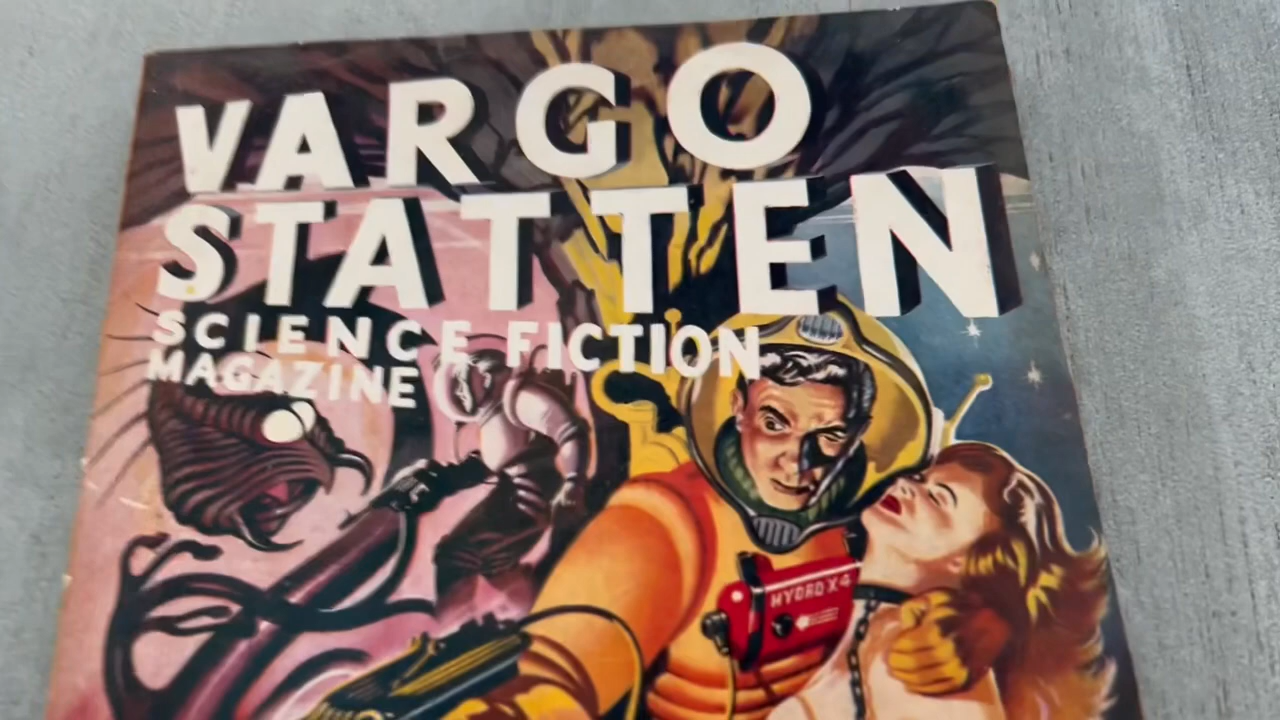 VARGO
STATTEN
SCIENCE FICTION
MAGAZINE
HYDRO X4